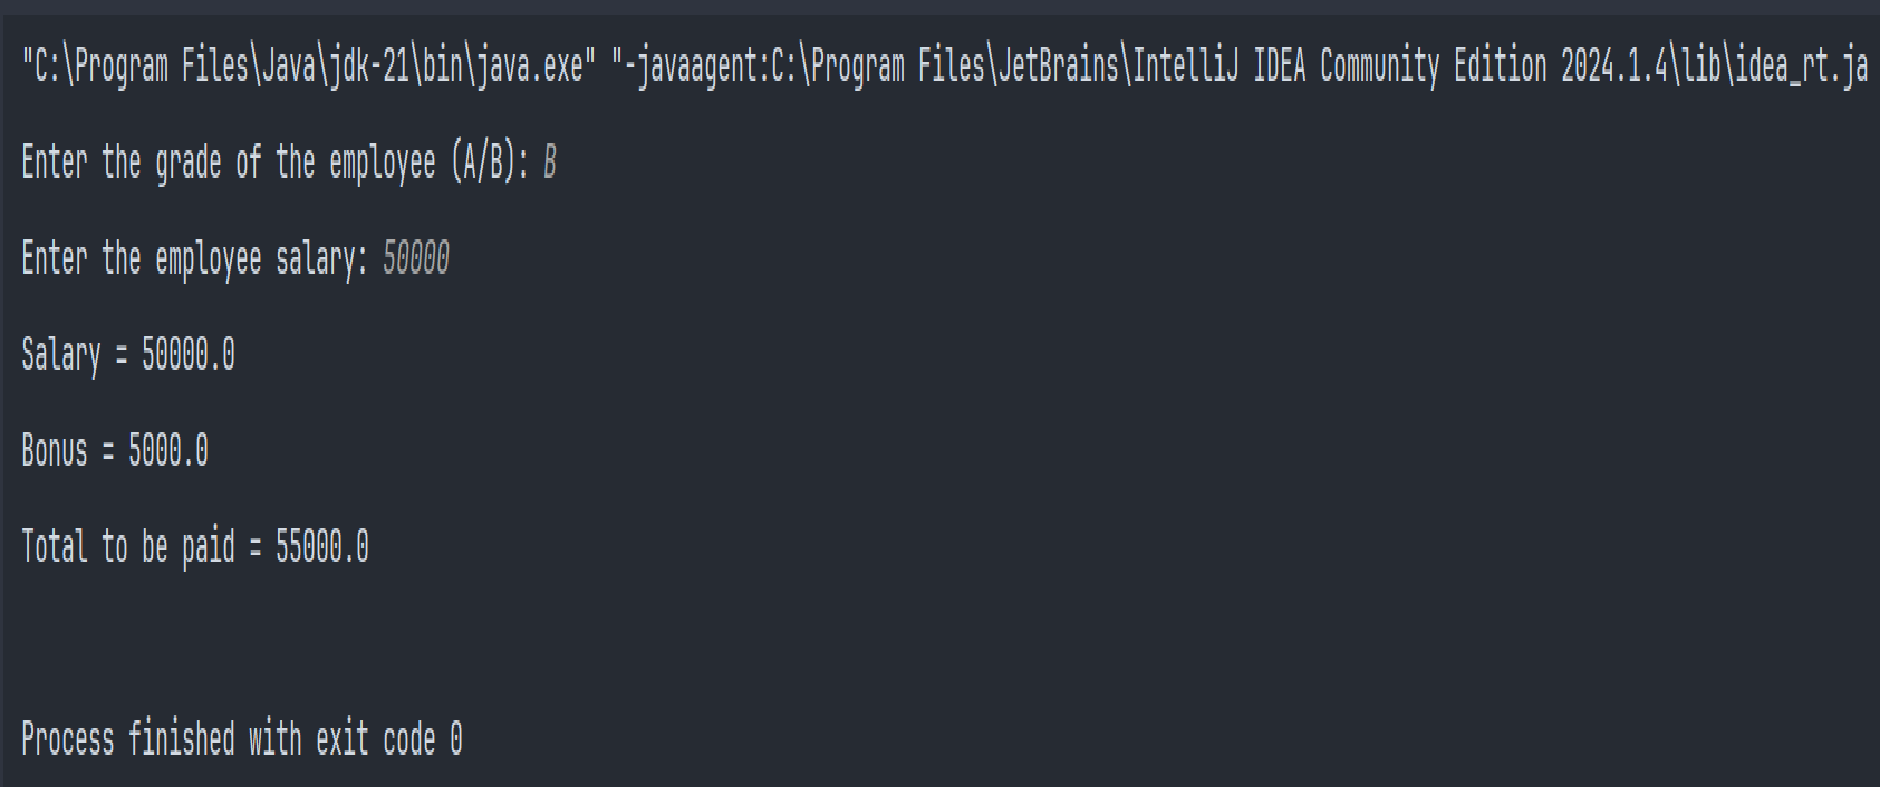 "C:\Program Files\Java\jdk-21\bin\java.exe" "-javaagent:C:\Program Files\JetBrains\IntelliJ IDEA Community Edition 2024.1.4\lib\idea_rt.ja
Enter the grade of the employee (A/B): B
Enter the employee salary: 50000
Salary = 50000.0
Bonus = 5000.0
Total to be paid = 55000.0
Process finished with exit code 0